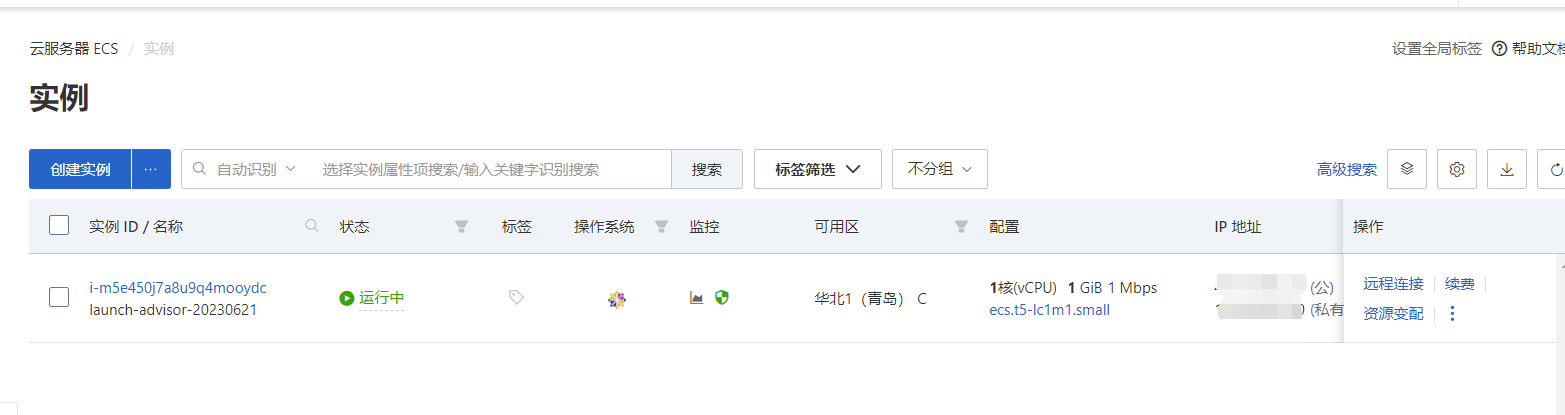 云服务器 ECS / 实例
设置全局标签 帮助文档
实例
创建实例 ... 自动识别 选择实例属性项搜索/输入关键字识别搜索 搜索 标签筛选 不分组 高级搜索
实例 ID / 名称 状态 标签 操作系统 监控 可用区 配置 IP 地址 操作
i-m5e450j7a8u9q4mooydc
launch-advisor-20230621
运行中
华北1（青岛） C
1核(vCPU) 1 GiB 1 Mbps
ecs.t5-lc1m1.small
(公)
(私有
远程连接 续费
资源变配